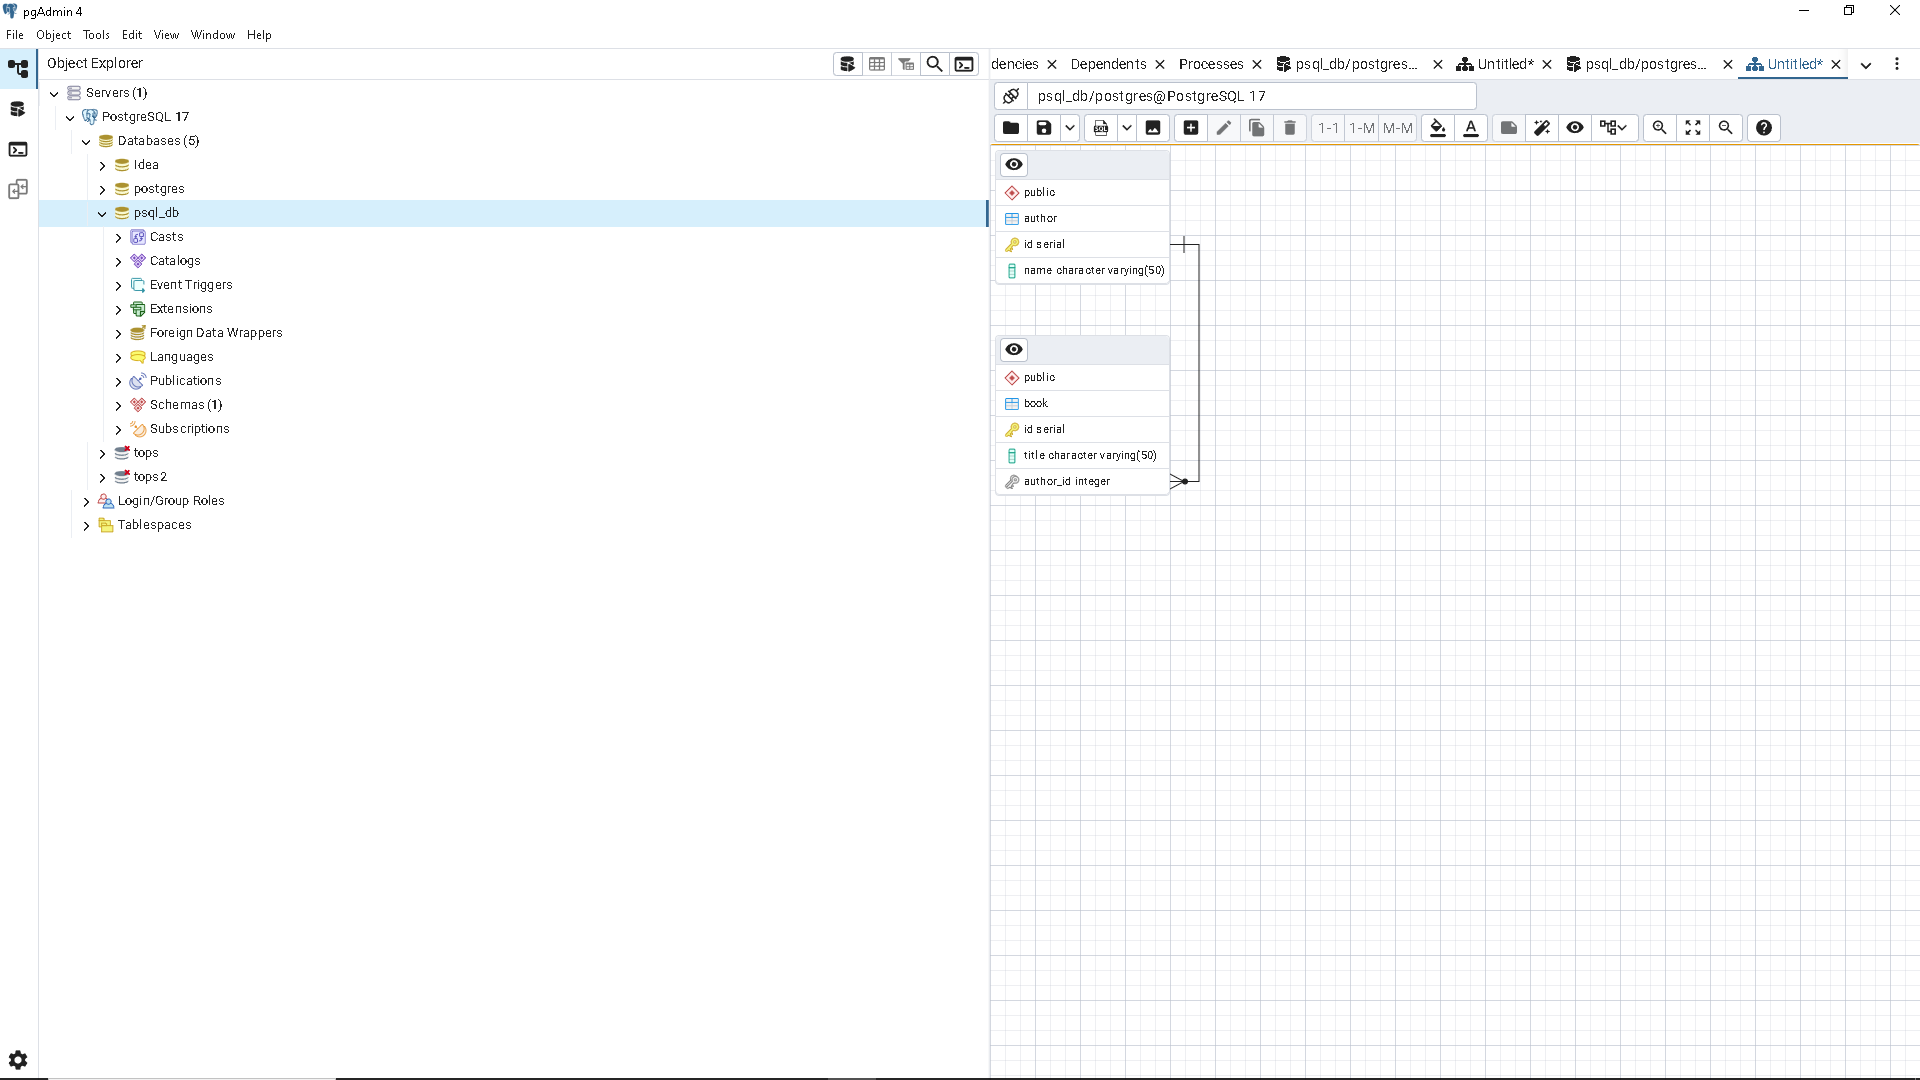 pgAdmin 4
File Object Tools Edit View Window Help
Object Explorer
Servers (1)
PostgreSQL 17
Databases (5)
Idea
postgres
psql_db
Casts
Catalogs
Event Triggers
Extensions
Foreign Data Wrappers
Languages
Publications
Schemas (1)
Subscriptions
tops
tops2
Login/Group Roles
Tablespaces
dencies Dependents Processes psql_db/postgres... Untitled* psql_db/postgres... Untitled*
psql_db/postgres@PostgreSQL 17
SQL 1-1 1-M M-M A
public
author
id serial
name character varying(50)
public
book
id serial
title character varying(50)
author_id integer